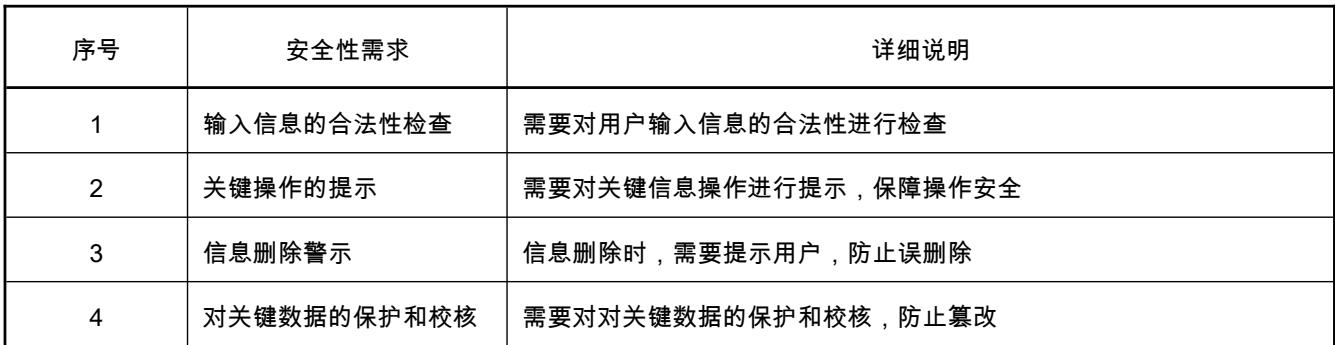 序号 安全性需求 详细说明
1 输入信息的合法性检查 需要对用户输入信息的合法性进行检查
2 关键操作的提示 需要对关键信息操作进行提示，保障操作安全
3 信息删除警示 信息删除时，需要提示用户，防止误删除
4 对关键数据的保护和校核 需要对对关键数据的保护和校核，防止篡改